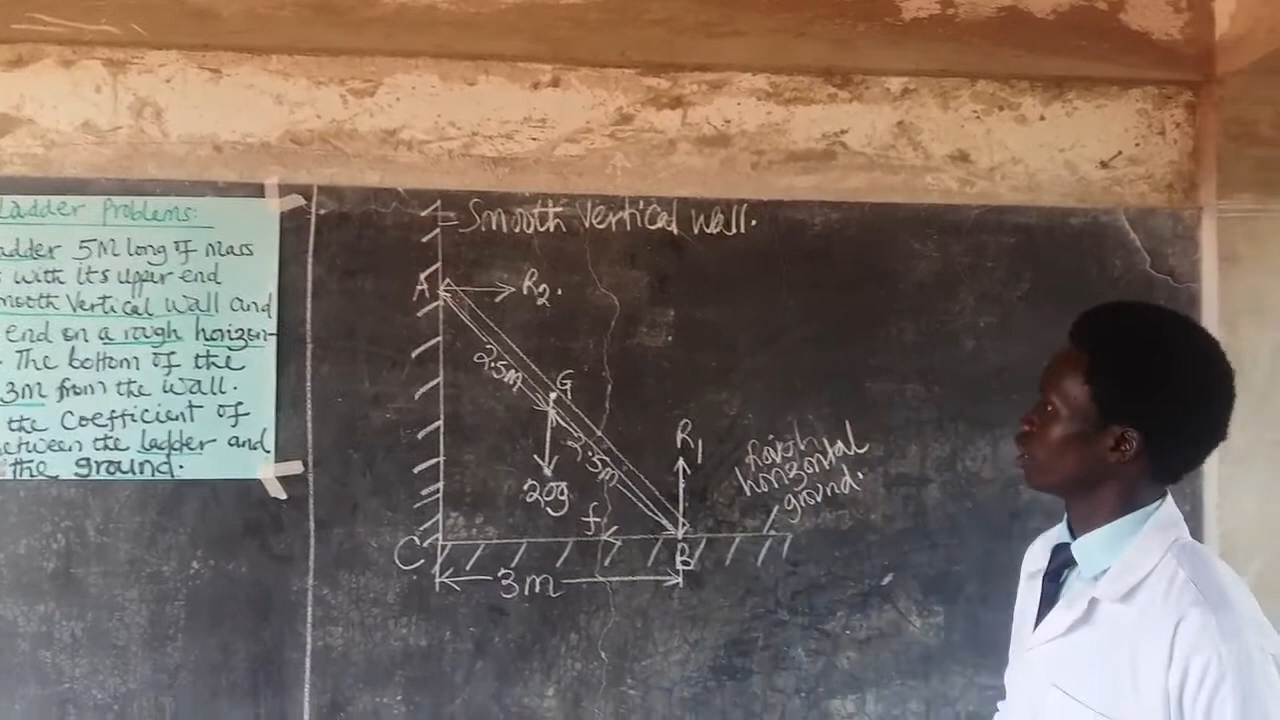 Ladder Problems:
adder 5M long of Mass
with its upper end
mooth Vertical wall and
end on a rough horizon-
The bottom of the
3m from the wall.
the Coefficient of
etween the ladder and
the ground.
Smooth Vertical wall.
A
R2.
2.5m
G
2.5m
20g
R1
rough
horizontal
ground.
f
C
B
3m